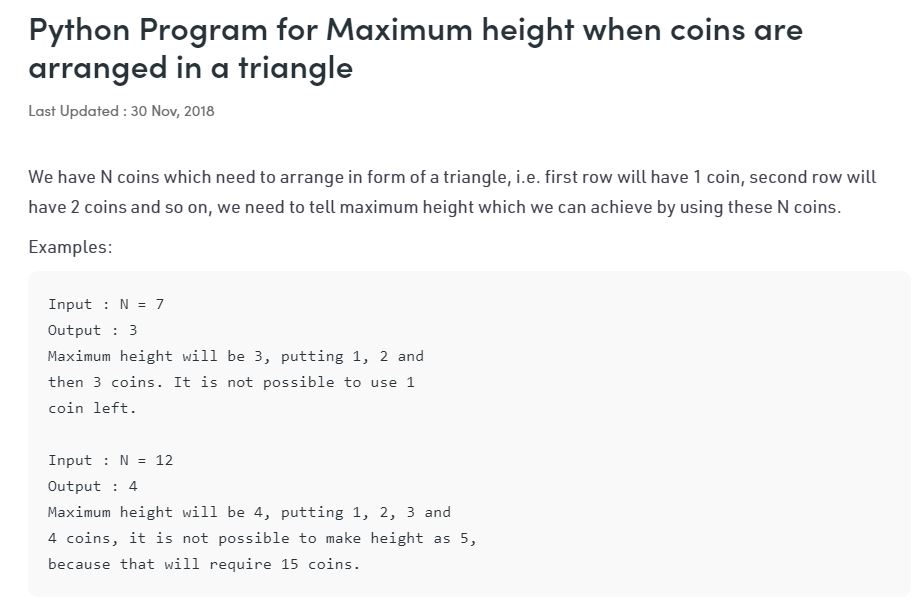 Python Program for Maximum height when coins are
arranged in a triangle
Last Updated : 30 Nov, 2018
We have N coins which need to arrange in form of a triangle, i.e. first row will have 1 coin, second row will
have 2 coins and so on, we need to tell maximum height which we can achieve by using these N coins.
Examples:
Input : N = 7
Output : 3
Maximum height will be 3, putting 1, 2 and
then 3 coins. It is not possible to use 1
coin left.
Input : N = 12
Output : 4
Maximum height will be 4, putting 1, 2, 3 and
4 coins, it is not possible to make height as 5,
because that will require 15 coins.